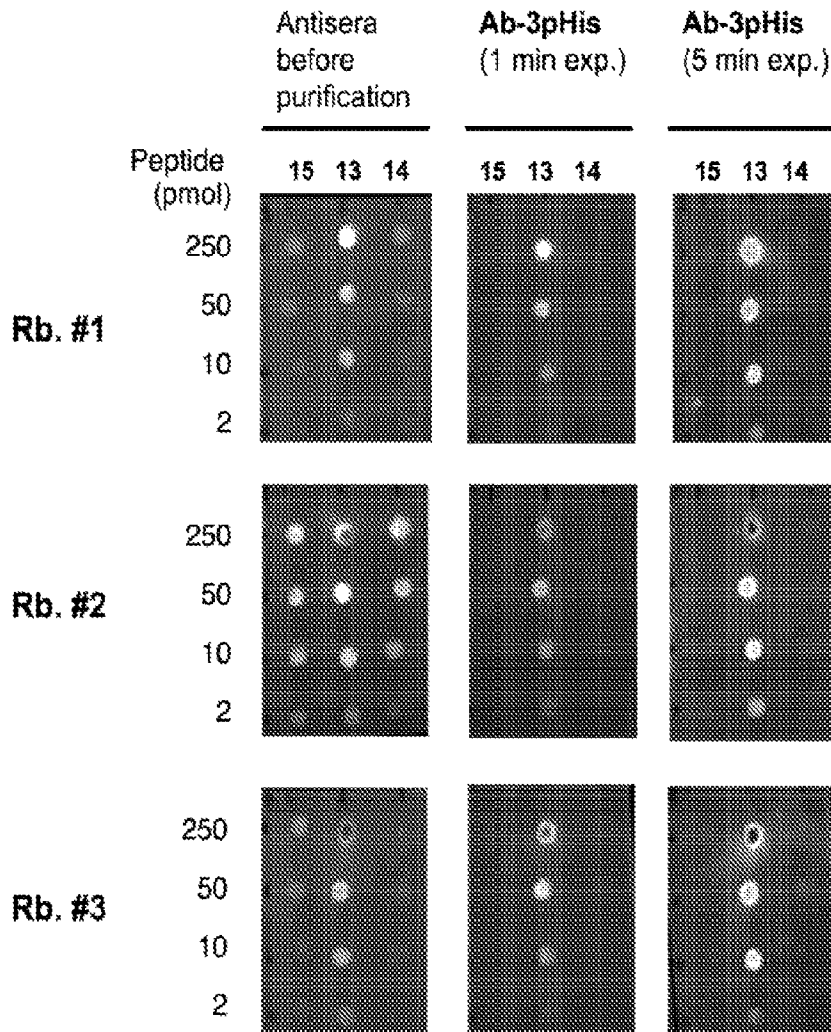 Antisera before purification
Ab-3pHis (1 min exp.)
Ab-3pHis (5 min exp.)
Peptide (pmol)
15 13 14
15 13 14
15 13 14
Rb. #1
250
50
10
2
Rb. #2
250
50
10
2
Rb. #3
250
50
10
2